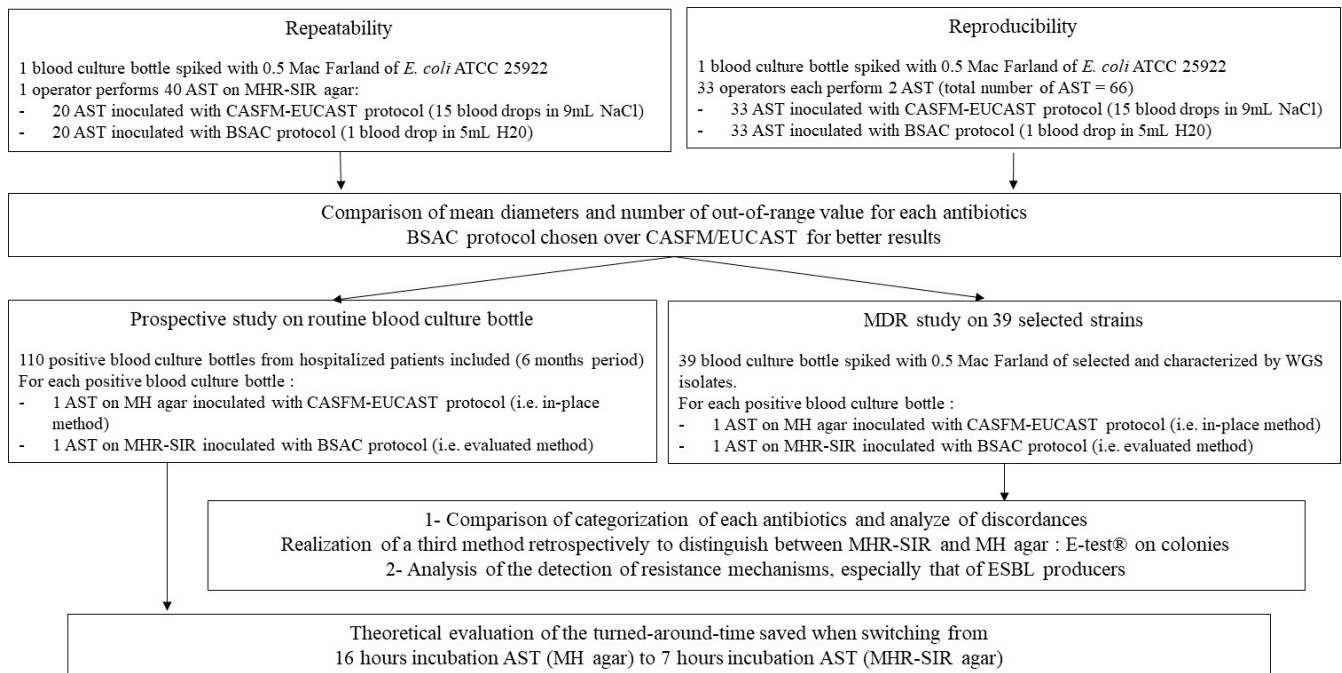 Repeatability
1 blood culture bottle spiked with 0.5 Mac Farland of E. coli ATCC 25922
1 operator performs 40 AST on MHR-SIR agar:
- 20 AST inoculated with CASFM-EUCAST protocol (15 blood drops in 9mL NaCl)
- 20 AST inoculated with BSAC protocol (1 blood drop in 5mL H20)
Reproducibility
1 blood culture bottle spiked with 0.5 Mac Farland of E. coli ATCC 25922
33 operators each perform 2 AST (total number of AST = 66)
- 33 AST inoculated with CASFM-EUCAST protocol (15 blood drops in 9mL NaCl)
- 33 AST inoculated with BSAC protocol (1 blood drop in 5mL H20)
Comparison of mean diameters and number of out-of-range value for each antibiotics
BSAC protocol chosen over CASFM/EUCAST for better results
Prospective study on routine blood culture bottle
110 positive blood culture bottles from hospitalized patients included (6 months period)
For each positive blood culture bottle :
- 1 AST on MH agar inoculated with CASFM-EUCAST protocol (i.e. in-place
method)
- 1 AST on MHR-SIR inoculated with BSAC protocol (i.e. evaluated method)
MDR study on 39 selected strains
39 blood culture bottle spiked with 0.5 Mac Farland of selected and characterized by WGS
isolates.
For each positive blood culture bottle :
- 1 AST on MH agar inoculated with CASFM-EUCAST protocol (i.e. in-place method)
- 1 AST on MHR-SIR inoculated with BSAC protocol (i.e. evaluated method)
1- Comparison of categorization of each antibiotics and analyze of discordances
Realization of a third method retrospectively to distinguish between MHR-SIR and MH agar : E-test® on colonies
2- Analysis of the detection of resistance mechanisms, especially that of ESBL producers
Theoretical evaluation of the turned-around-time saved when switching from
16 hours incubation AST (MH agar) to 7 hours incubation AST (MHR-SIR agar)